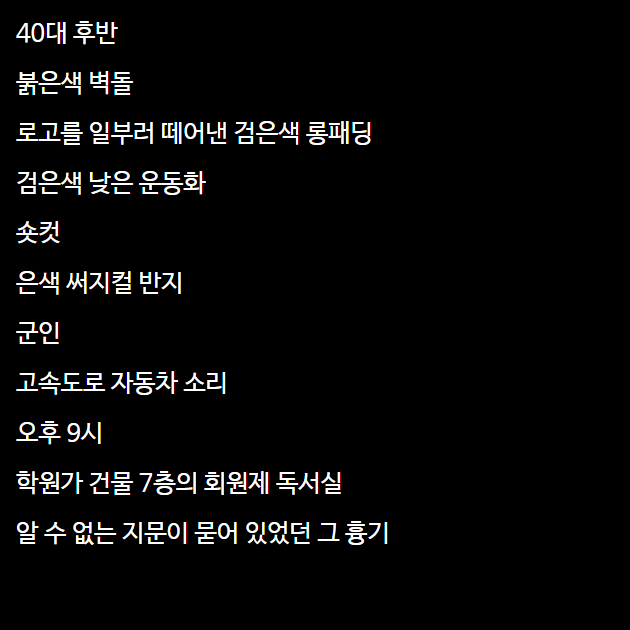 40대 후반
붉은색 벽돌
로고를 일부러 떼어낸 검은색 롱패딩
검은색 낮은 운동화
숏컷
은색 써지컬 반지
군인
고속도로 자동차 소리
오후 9시
학원가 건물 7층의 회원제 독서실
알 수 없는 지문이 묻어 있었던 그 흉기